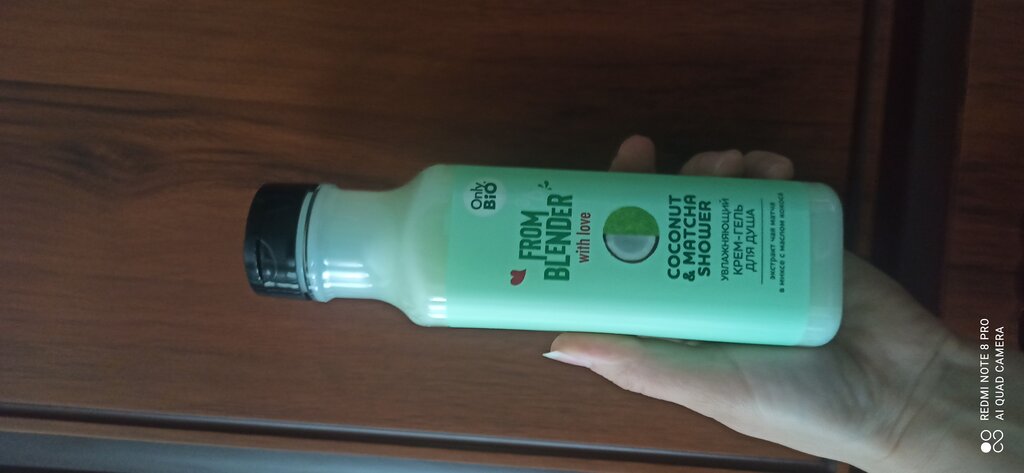 Only
BiO
FROM
BLENDER
with love
COCONUT
& MATCHA
SHOWER
УВЛАЖНЯЮЩИЙ
КРЕМ-ГЕЛЬ
ДЛЯ ДУША
экстракт чая матча
в миксе с маслом кокоса
REDMI NOTE 8 PRO
AI QUAD CAMERA